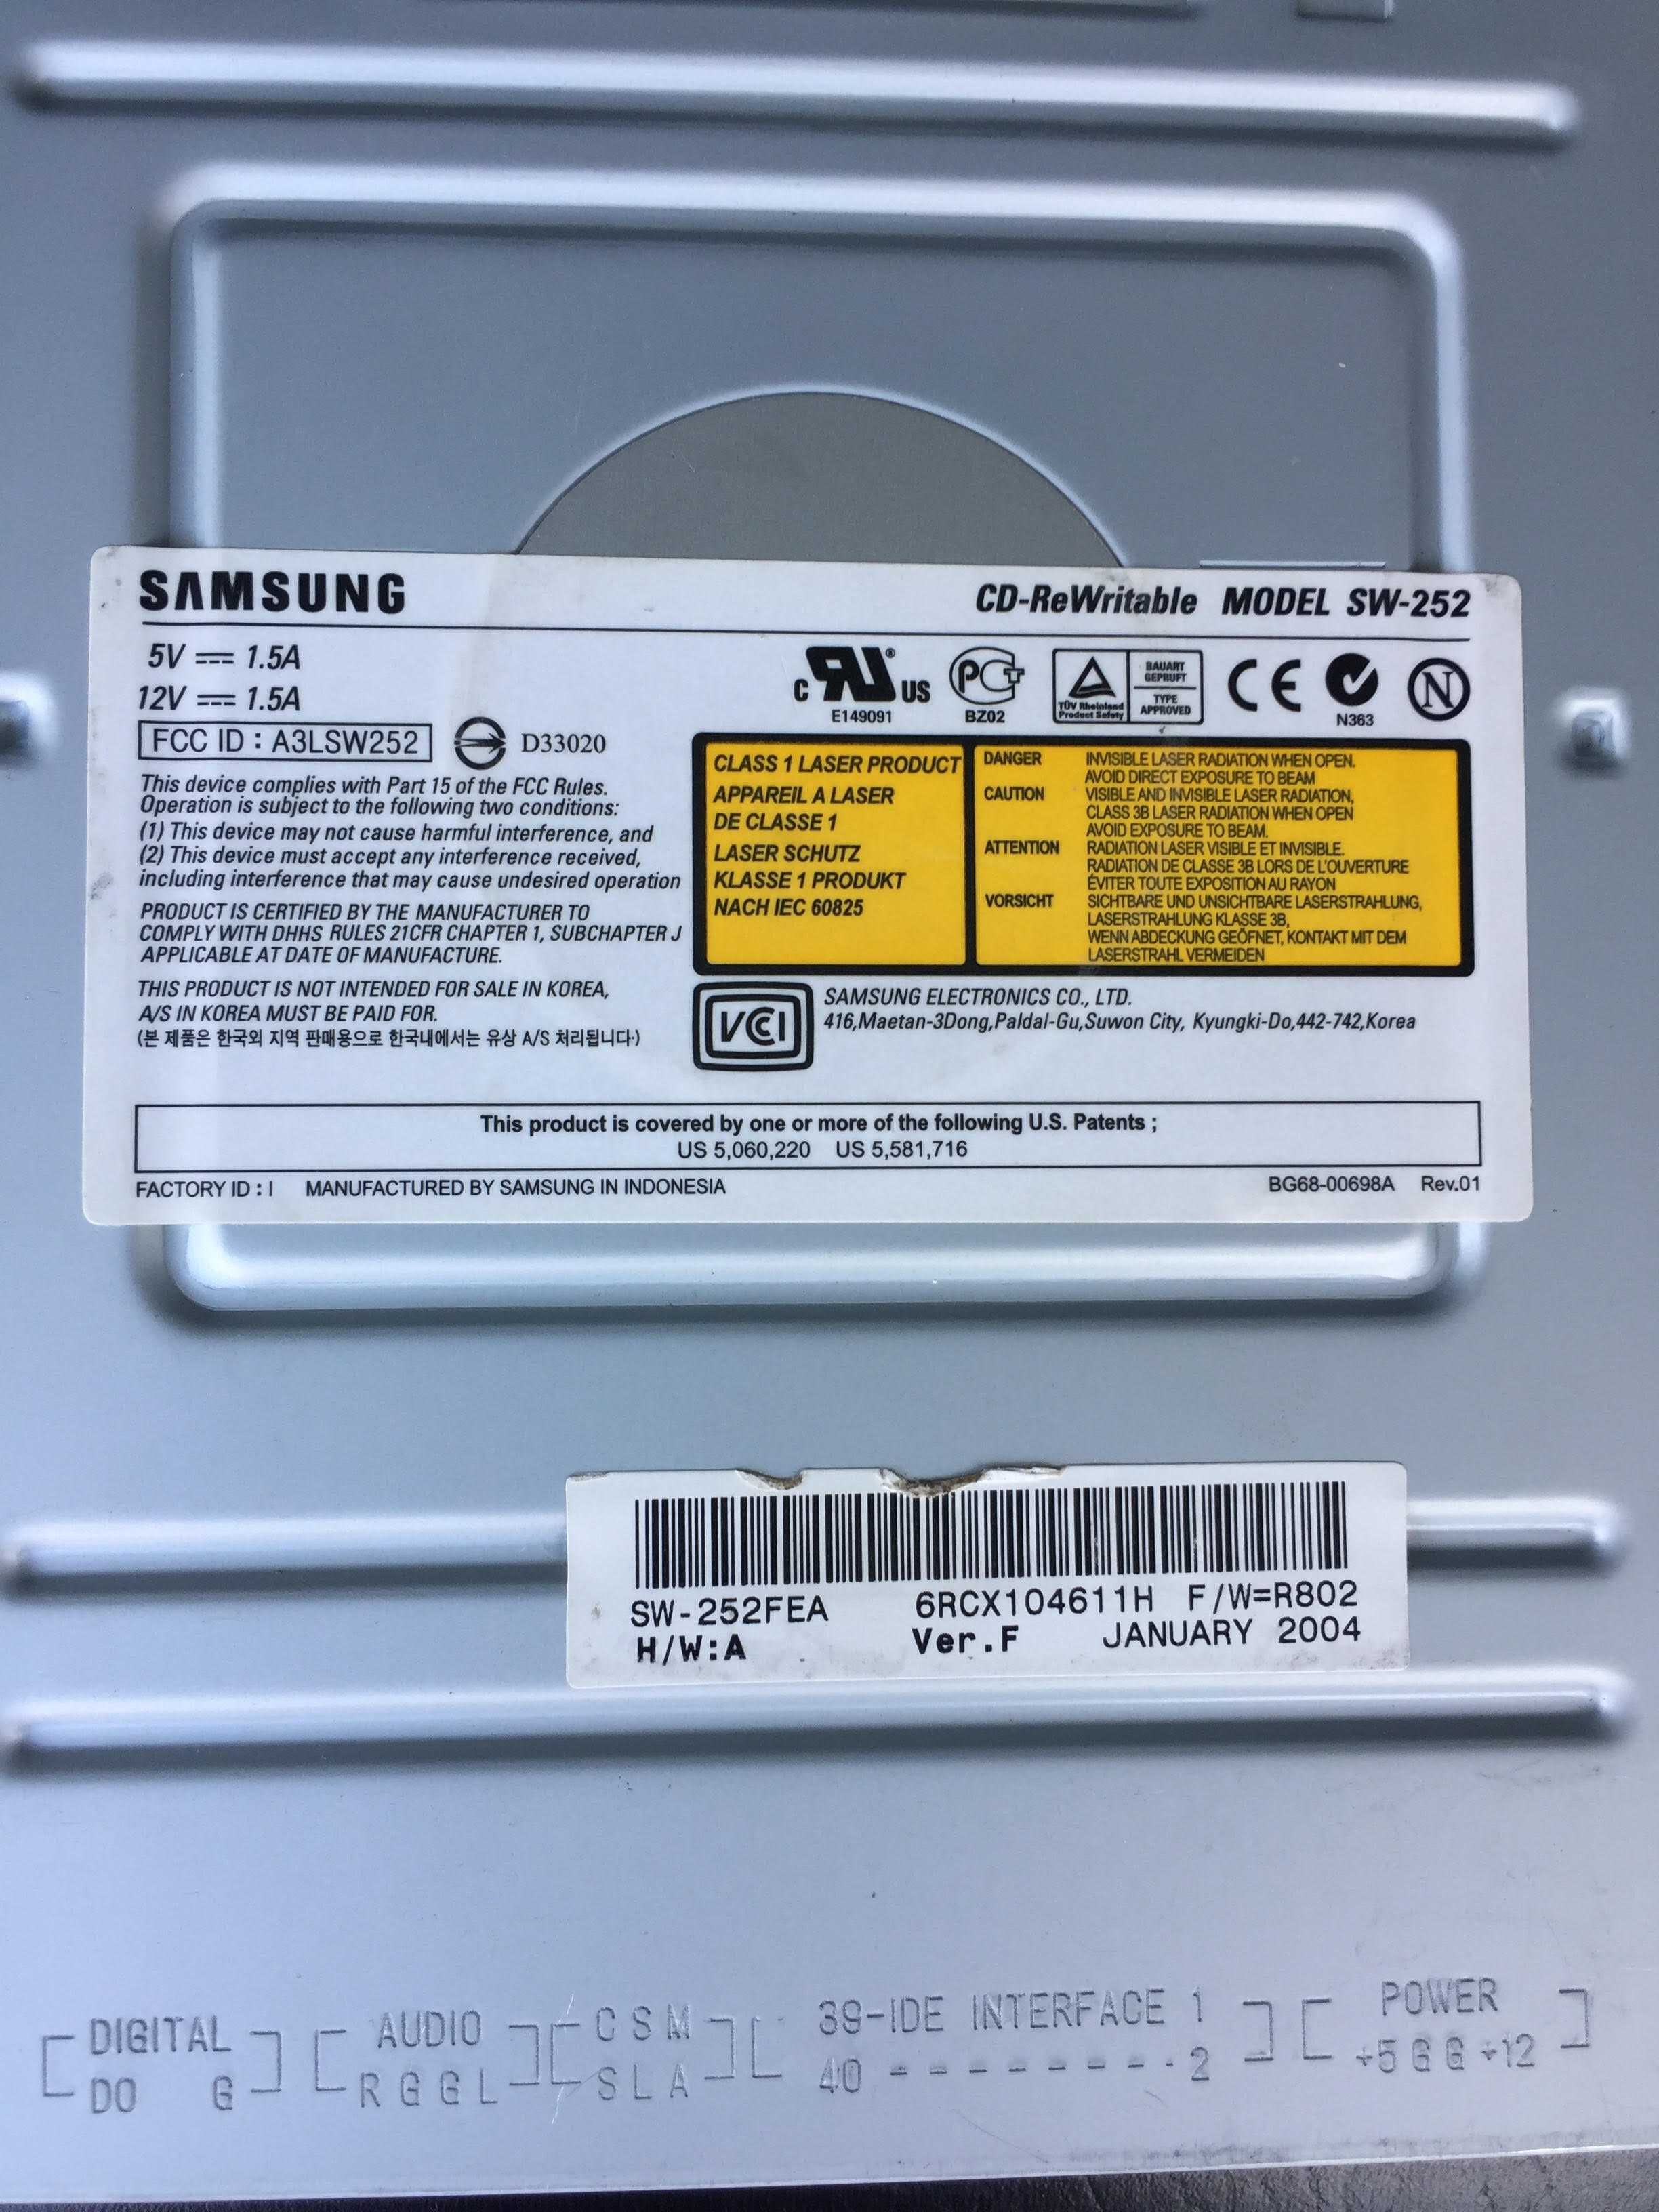 SAMSUNG
CD-ReWritable MODEL SW-252
5V ⎓ 1.5A
12V ⎓ 1.5A
FCC ID : A3LSW252
D33020
C RU ® US
E149091
PCT
BZ02
TÜV Rheinland
Product Safety
BAUART
GEPRUFT
TYPE
APPROVED
CE
N363
N
This device complies with Part 15 of the FCC Rules.
Operation is subject to the following two conditions:
(1) This device may not cause harmful interference, and
(2) This device must accept any interference received,
including interference that may cause undesired operation
PRODUCT IS CERTIFIED BY THE MANUFACTURER TO
COMPLY WITH DHHS RULES 21CFR CHAPTER 1, SUBCHAPTER J
APPLICABLE AT DATE OF MANUFACTURE.
THIS PRODUCT IS NOT INTENDED FOR SALE IN KOREA,
A/S IN KOREA MUST BE PAID FOR.
(본 제품은 한국외 지역 판매용으로 한국내에서는 유상 A/S 처리됩니다·)
CLASS 1 LASER PRODUCT
APPAREIL A LASER
DE CLASSE 1
LASER SCHUTZ
KLASSE 1 PRODUKT
NACH IEC 60825
DANGER INVISIBLE LASER RADIATION WHEN OPEN.
AVOID DIRECT EXPOSURE TO BEAM
CAUTION VISIBLE AND INVISIBLE LASER RADIATION,
CLASS 3B LASER RADIATION WHEN OPEN
AVOID EXPOSURE TO BEAM.
ATTENTION RADIATION LASER VISIBLE ET INVISIBLE.
RADIATION DE CLASSE 3B LORS DE L'OUVERTURE
ÉVITER TOUTE EXPOSITION AU RAYON
VORSICHT SICHTBARE UND UNSICHTBARE LASERSTRAHLUNG,
LASERSTRAHLUNG KLASSE 3B,
WENN ABDECKUNG GEÖFNET, KONTAKT MIT DEM
LASERSTRAHL VERMEIDEN
VCCI
SAMSUNG ELECTRONICS CO., LTD.
416,Maetan-3Dong,Paldal-Gu,Suwon City, Kyungki-Do,442-742,Korea
This product is covered by one or more of the following U.S. Patents ;
US 5,060,220 US 5,581,716
FACTORY ID : I MANUFACTURED BY SAMSUNG IN INDONESIA
BG68-00698A Rev.01
SW-252FEA 6RCX104611H F/W=R802
H/W:A Ver.F JANUARY 2004
DIGITAL AUDIO C S M 39-IDE INTERFACE 1 POWER
DO G R G G L S L A 40 - - - - - - - - 2 +5 G G +12